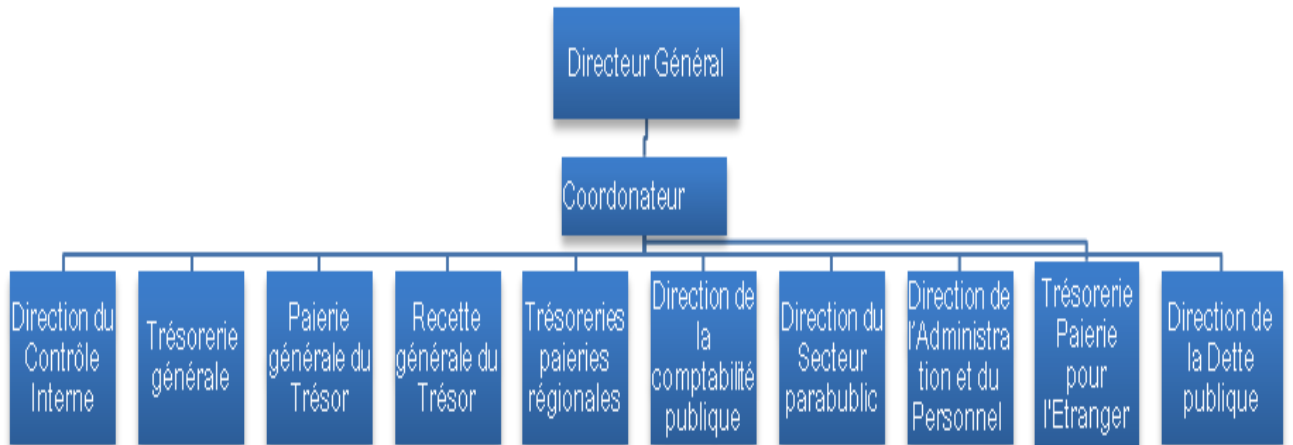 Directeur Général
Coordonateur
Direction du
Contrôle
Interne
Trésorerie
générale
Paierie
générale du
Trésor
Recette
générale du
Trésor
Trésoreries
paieries
régionales
Direction de
la
comptabilité
publique
Direction du
Secteur
parabublic
Direction de
l'Administra
tion et du
Personnel
Trésorerie
Paierie
pour
l'Etranger
Direction de
la Dette
publique